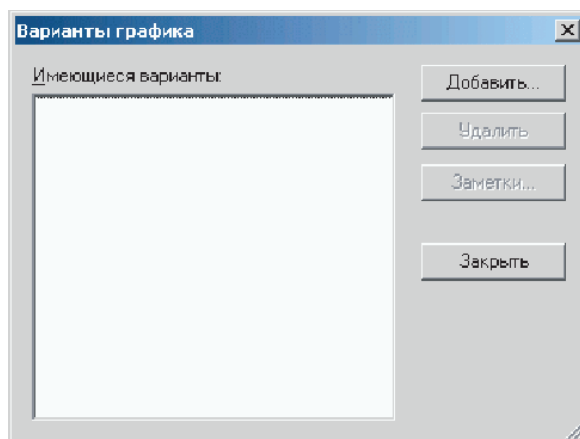 Варианты графика
Имеющиеся варианты:
Добавить...
Удалить
Заметки...
Закрыть